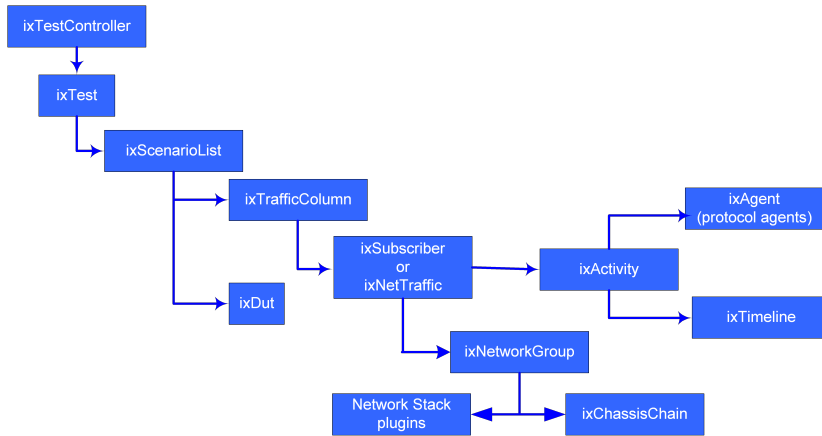 ixTestController
ixTest
ixScenarioList
ixTrafficColumn
ixAgent
(protocol agents)
ixSubscriber
or
ixNetTraffic
ixActivity
ixDut
ixTimeline
ixNetworkGroup
Network Stack
plugins
ixChassisChain